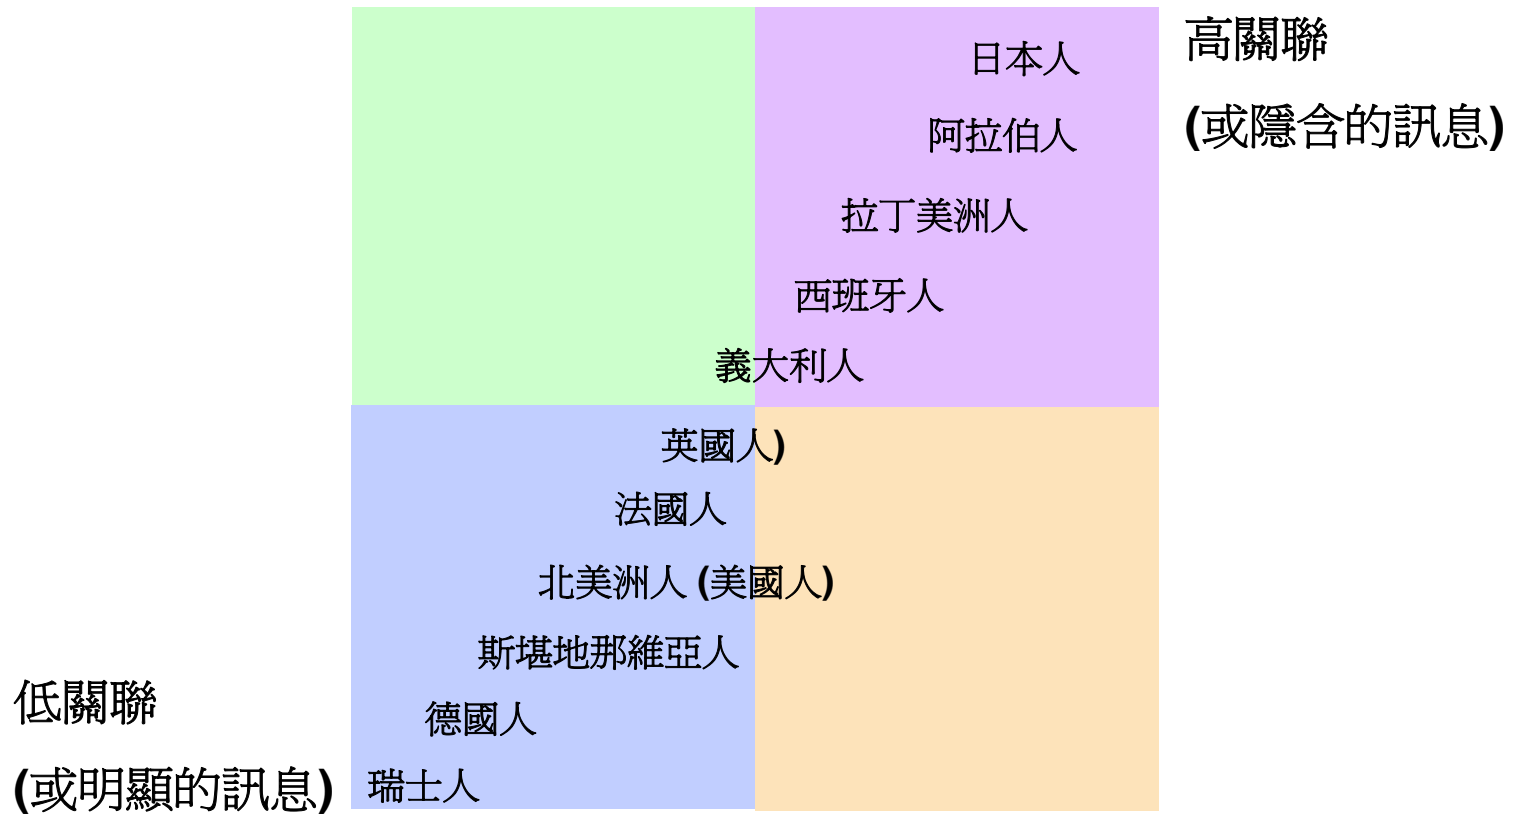 高關聯
(或隱含的訊息)
日本人
阿拉伯人
拉丁美洲人
西班牙人
義大利人
英國人)
法國人
北美洲人 (美國人)
斯堪地那維亞人
德國人
瑞士人
低關聯
(或明顯的訊息)